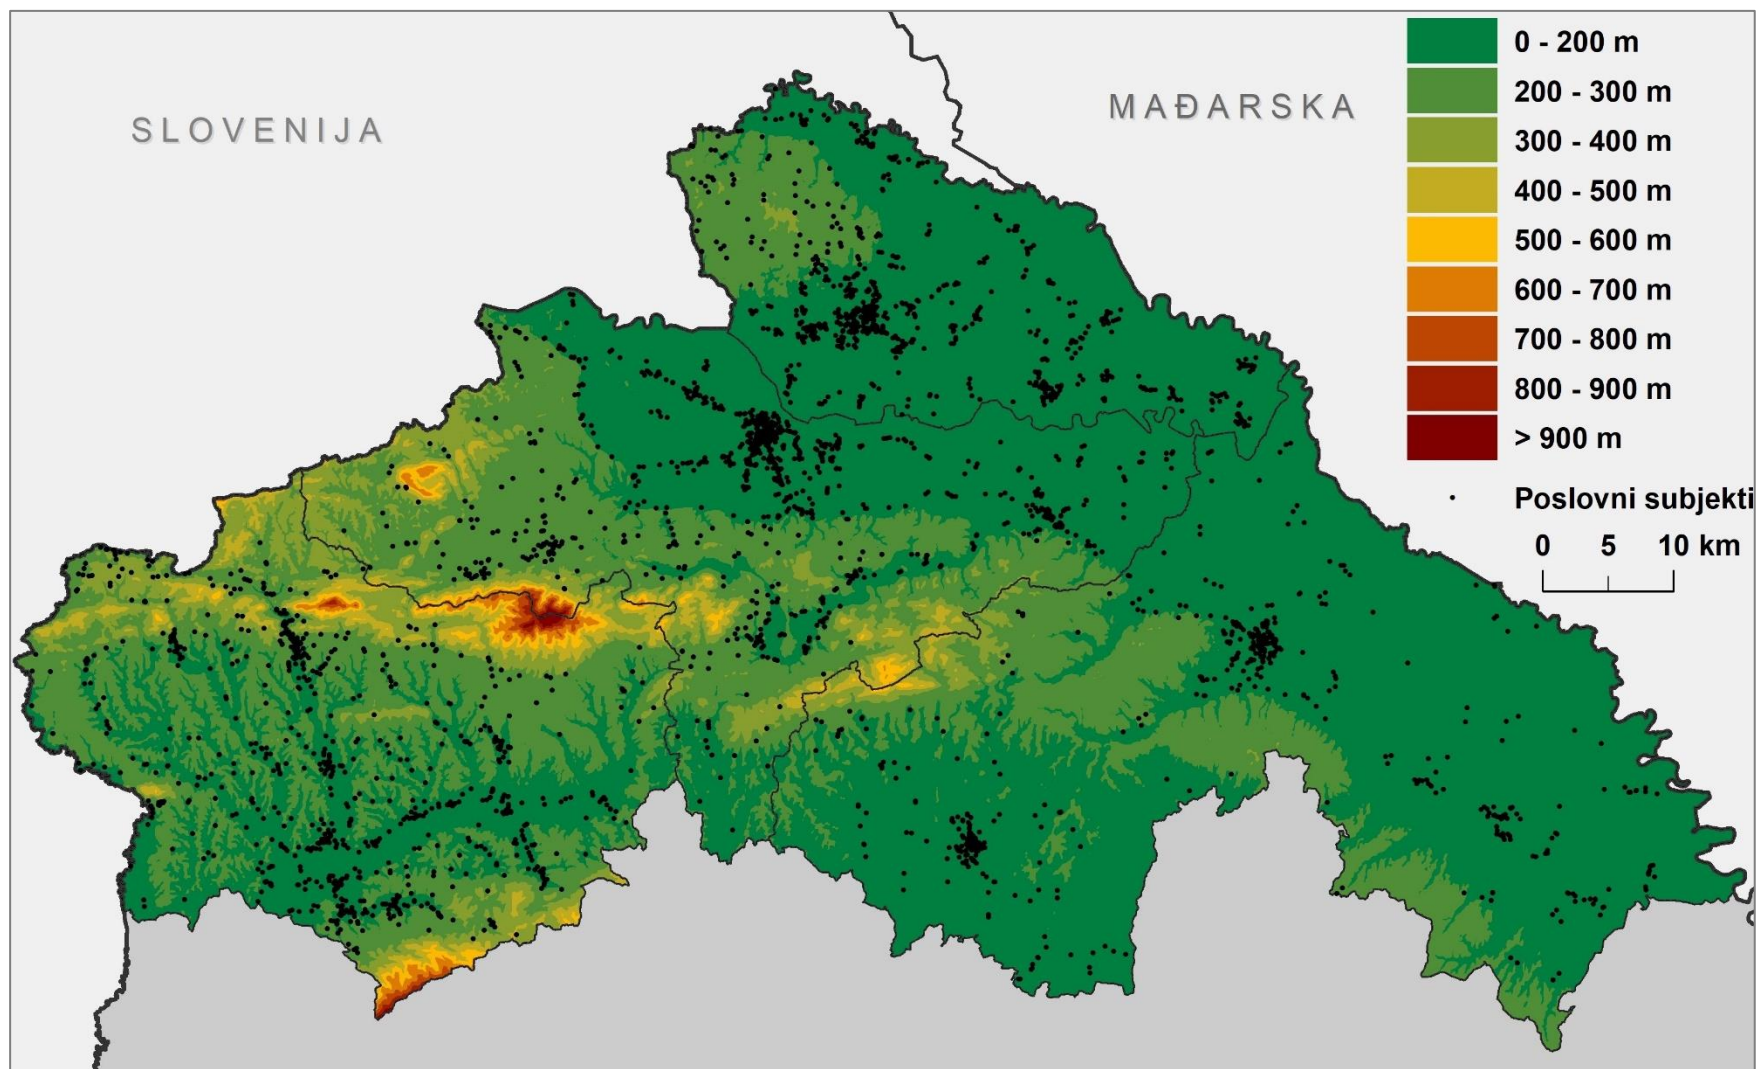 SLOVENIJA
MAĐARSKA
0 - 200 m
200 - 300 m
300 - 400 m
400 - 500 m
500 - 600 m
600 - 700 m
700 - 800 m
800 - 900 m
> 900 m
Poslovni subjekti
0 5 10 km